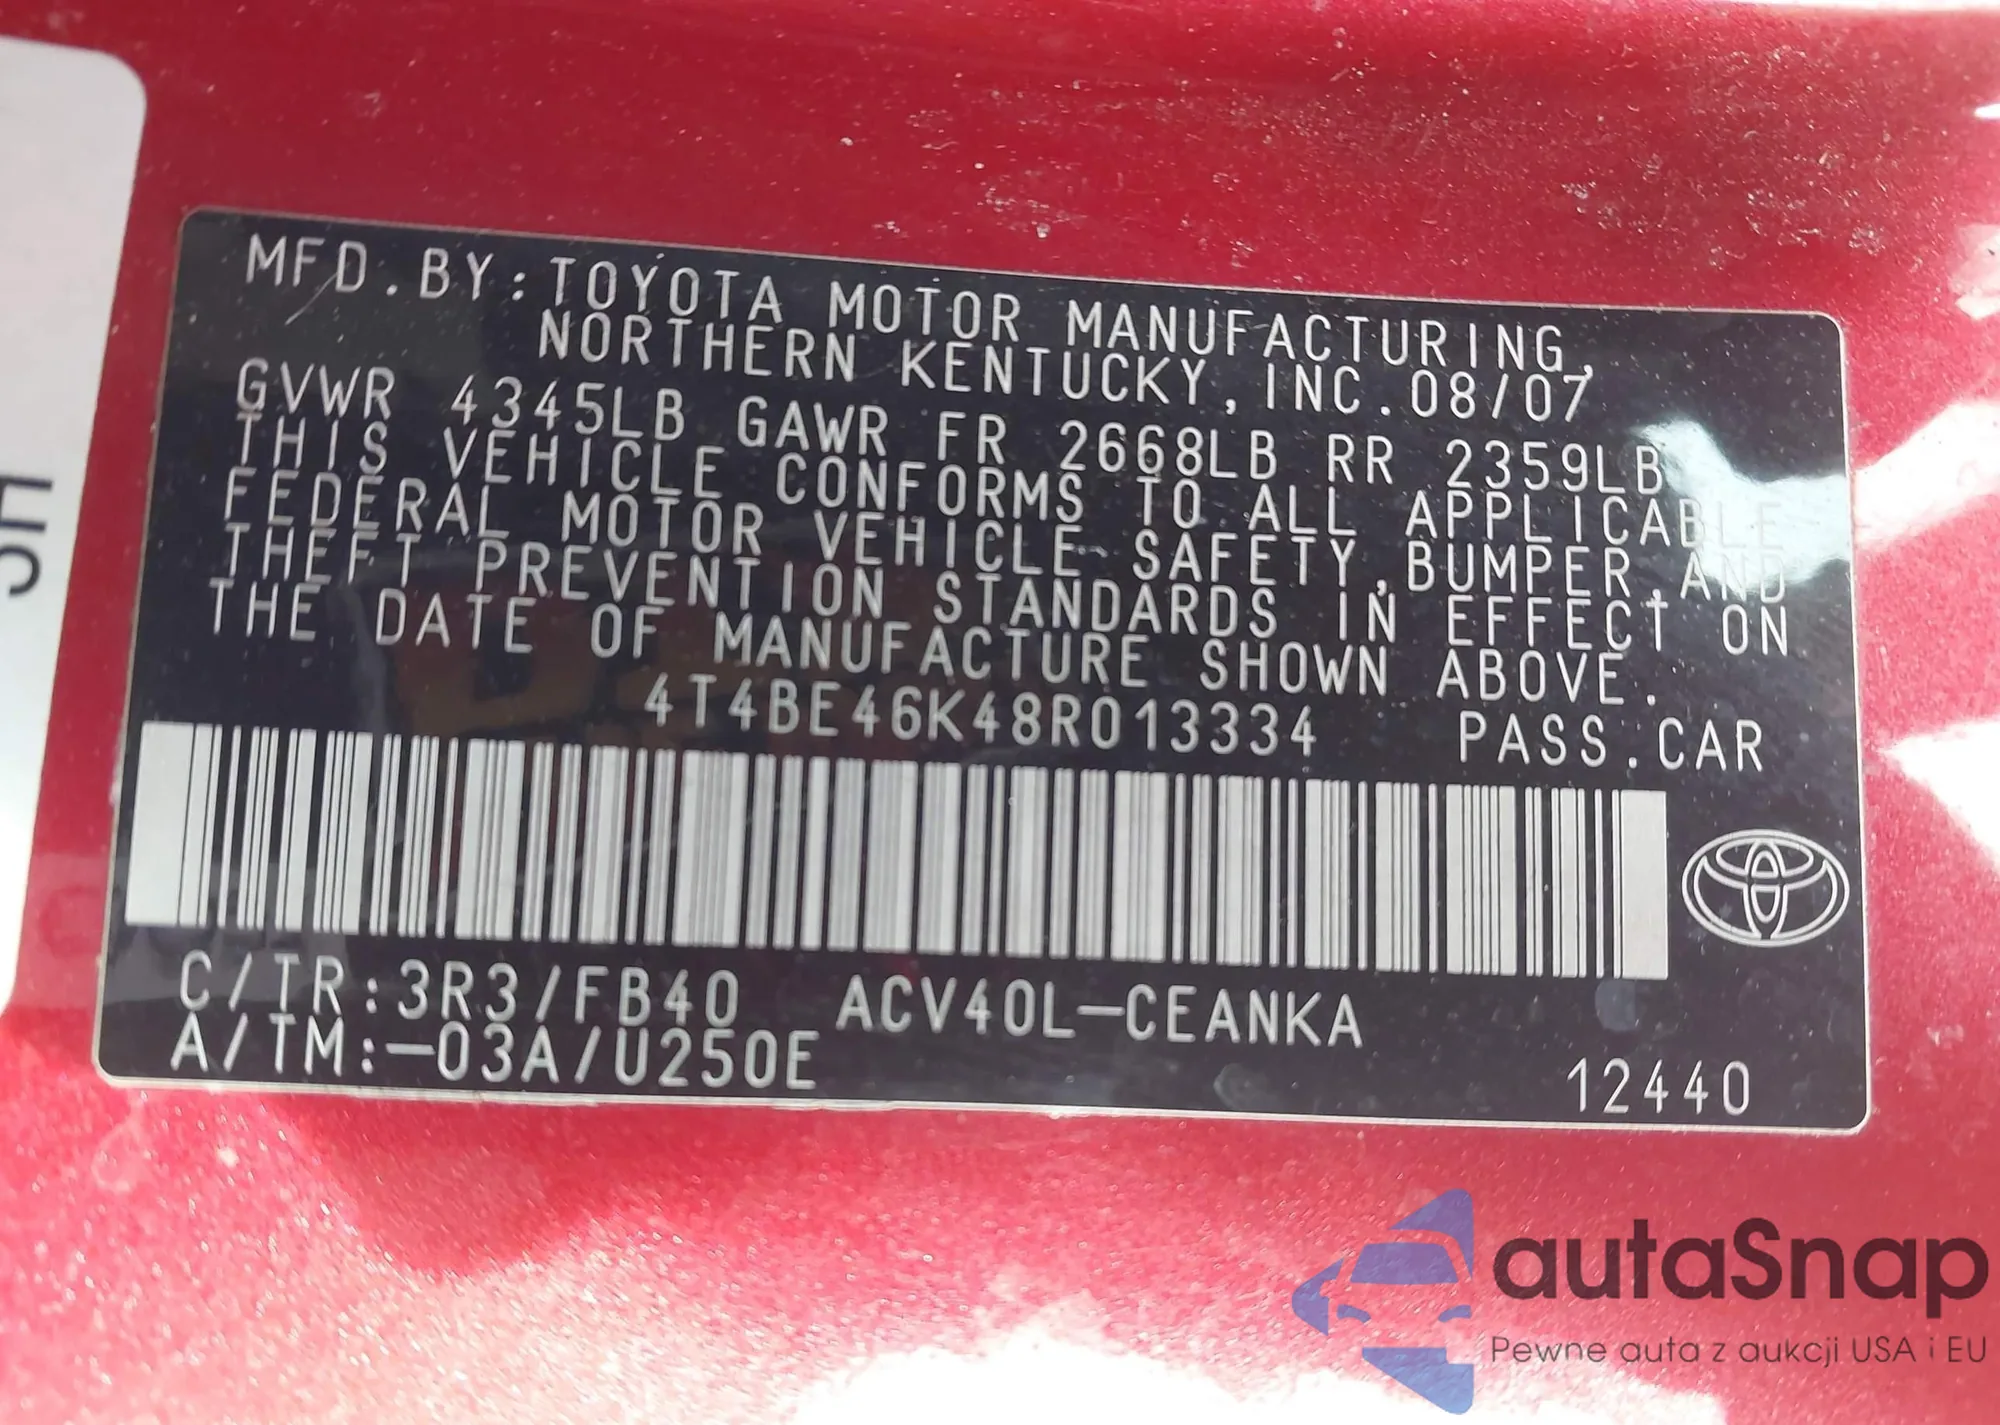 MFD.BY:TOYOTA MOTOR MANUFACTURING,
NORTHERN KENTUCKY,INC.08/07
GVWR 4345LB GAWR FR 2668LB RR 2359LB
THIS VEHICLE CONFORMS TO ALL APPLICABLE
FEDERAL MOTOR VEHICLE SAFETY,BUMPER,AND
THEFT PREVENTION STANDARDS IN EFFECT ON
THE DATE OF MANUFACTURE SHOWN ABOVE.
4T4BE46K48R013334 PASS.CAR
C/TR:3R3/FB40 ACV40L-CEANKA
A/TM:-03A/U250E
12440
autaSnap
Pewne auta z aukcji USA i EU